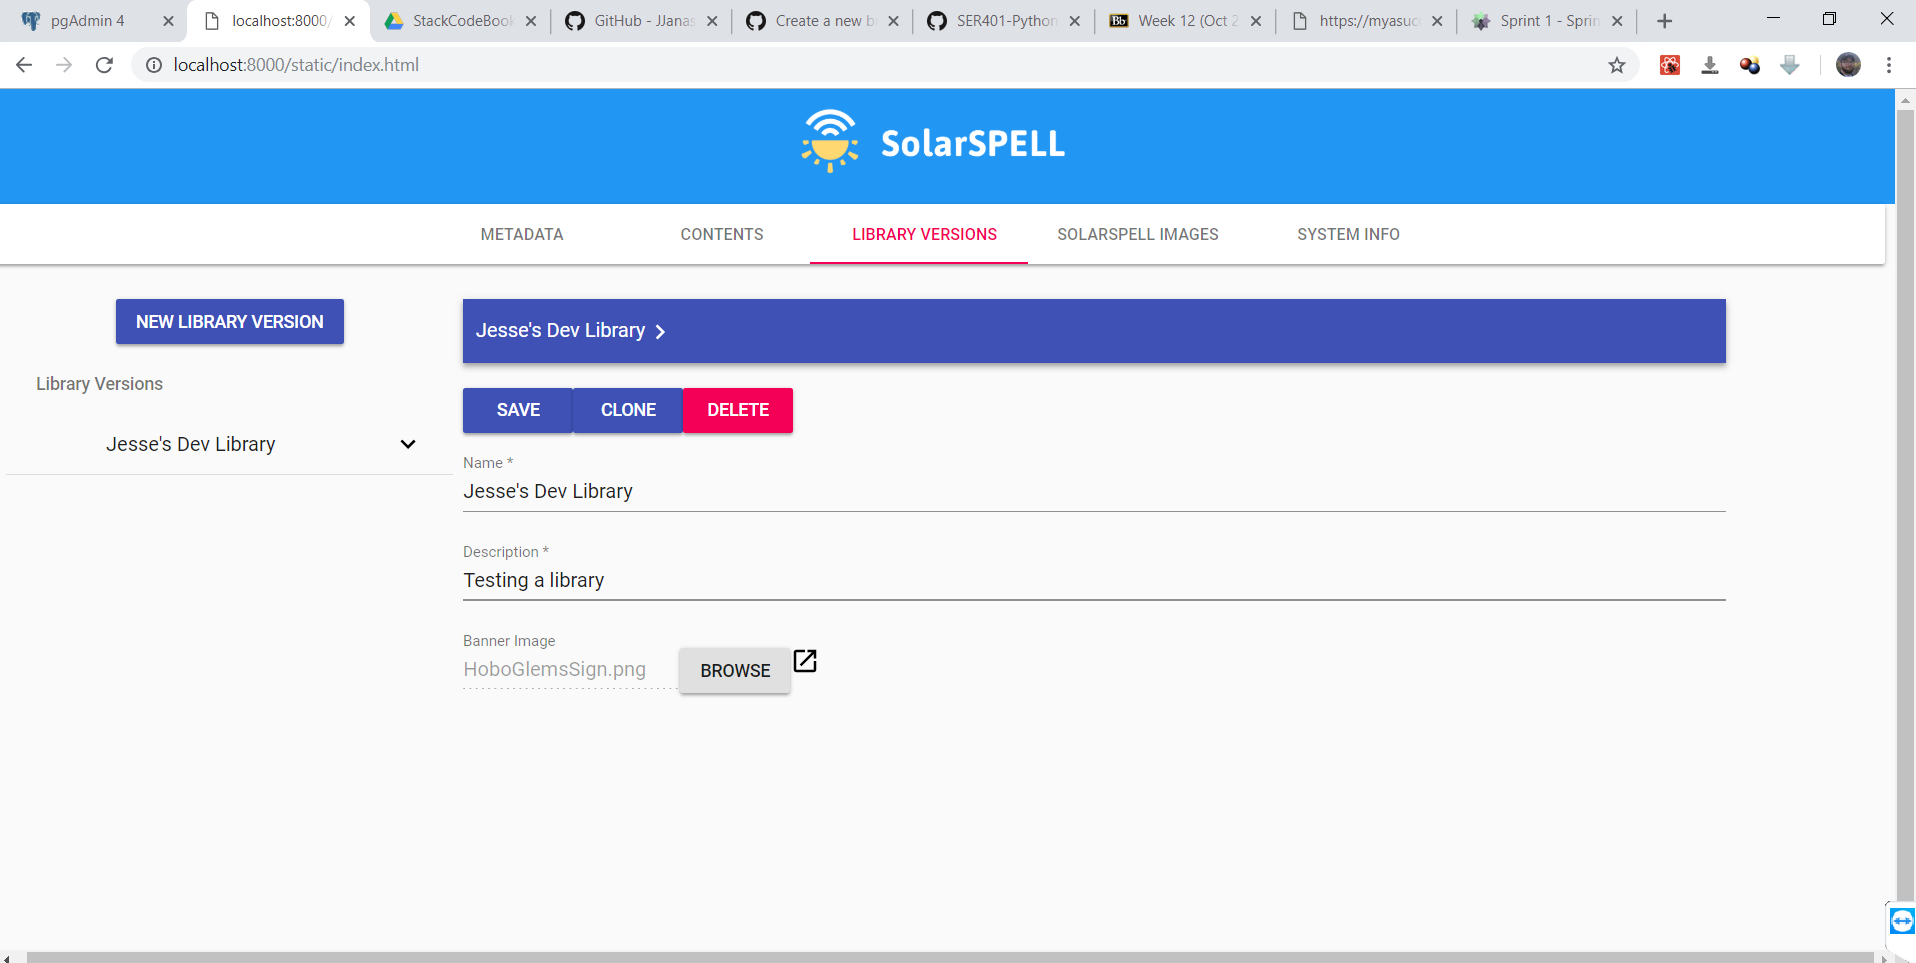 pgAdmin 4
localhost:8000/
StackCodeBook
GitHub - JJanas
Create a new b
SER401-Python
Bb
Week 12 (Oct 2
https://myasuc
Sprint 1 - Sprin
localhost:8000/static/index.html
SolarSPELL
METADATA
CONTENTS
LIBRARY VERSIONS
SOLARSPELL IMAGES
SYSTEM INFO
NEW LIBRARY VERSION
Library Versions
Jesse's Dev Library
Jesse's Dev Library
SAVE
CLONE
DELETE
Name *
Jesse's Dev Library
Description *
Testing a library
Banner Image
HoboGlemsSign.png
BROWSE